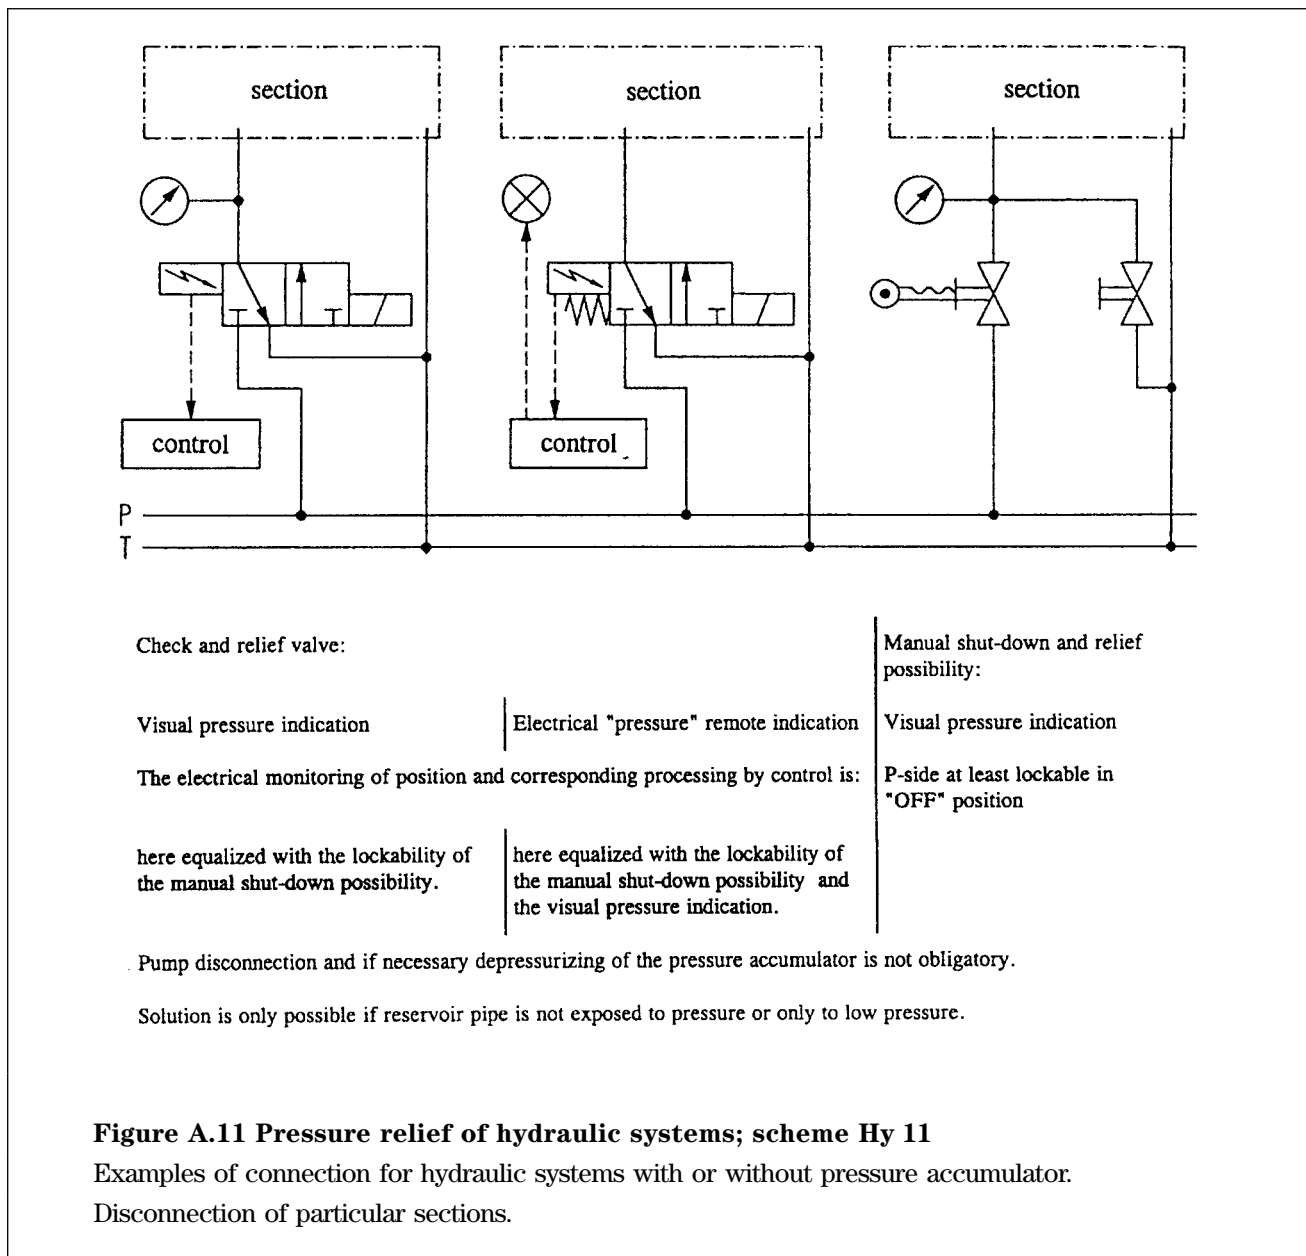 section
section
section
control
control
P
T
Check and relief valve:
Manual shut-down and relief
possibility:
Visual pressure indication
Electrical "pressure" remote indication
Visual pressure indication
The electrical monitoring of position and corresponding processing by control is:
P-side at least lockable in
"OFF" position
here equalized with the lockability of
the manual shut-down possibility.
here equalized with the lockability of
the manual shut-down possibility and
the visual pressure indication.
Pump disconnection and if necessary depressurizing of the pressure accumulator is not obligatory.
Solution is only possible if reservoir pipe is not exposed to pressure or only to low pressure.
Figure A.11 Pressure relief of hydraulic systems; scheme Hy 11
Examples of connection for hydraulic systems with or without pressure accumulator.
Disconnection of particular sections.